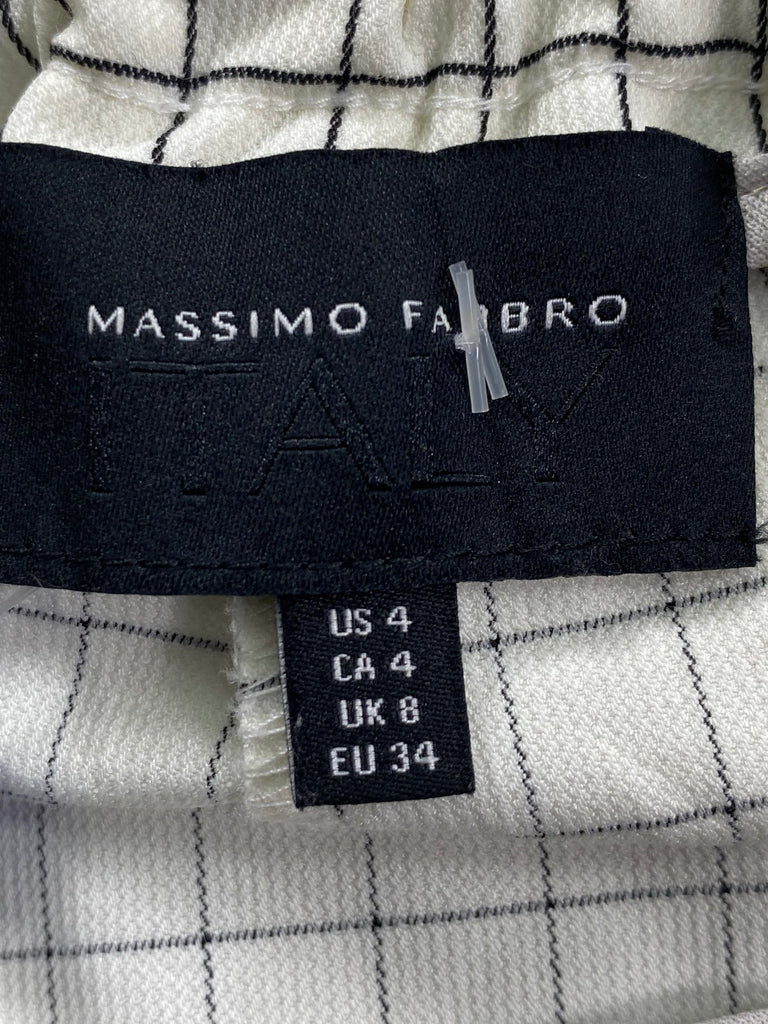 MASSIMO FABBRO
ITALY
US 4
CA 4
UK 8
EU 34